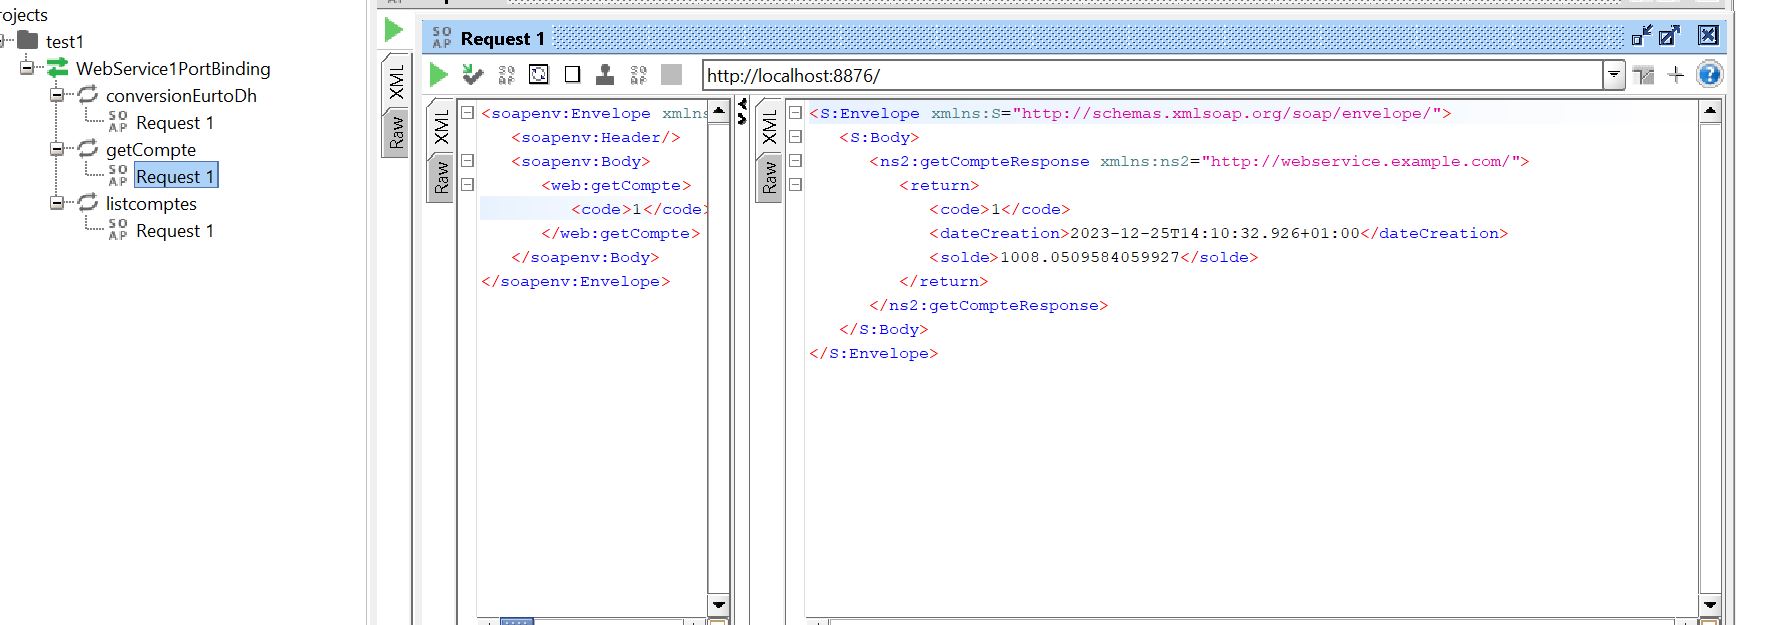 rojects
test1
WebService1PortBinding
conversionEurtoDh
SO AP Request 1
getCompte
SO AP Request 1
listcomptes
SO AP Request 1
XML
Raw
SO AP Request 1
http://localhost:8876/
XML
Raw
<soapenv:Envelope xmlns
<soapenv:Header/>
<soapenv:Body>
<web:getCompte>
<code>1</code>
</web:getCompte>
</soapenv:Body>
</soapenv:Envelope>
XML
Raw
<S:Envelope xmlns:S="http://schemas.xmlsoap.org/soap/envelope/">
<S:Body>
<ns2:getCompteResponse xmlns:ns2="http://webservice.example.com/">
<return>
<code>1</code>
<dateCreation>2023-12-25T14:10:32.926+01:00</dateCreation>
<solde>1008.0509584059927</solde>
</return>
</ns2:getCompteResponse>
</S:Body>
</S:Envelope>